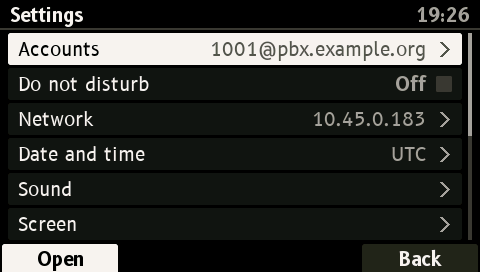 Settings 19:26
Accounts 1001@pbx.example.org
Do not disturb Off
Network 10.45.0.183
Date and time UTC
Sound
Screen
Open Back